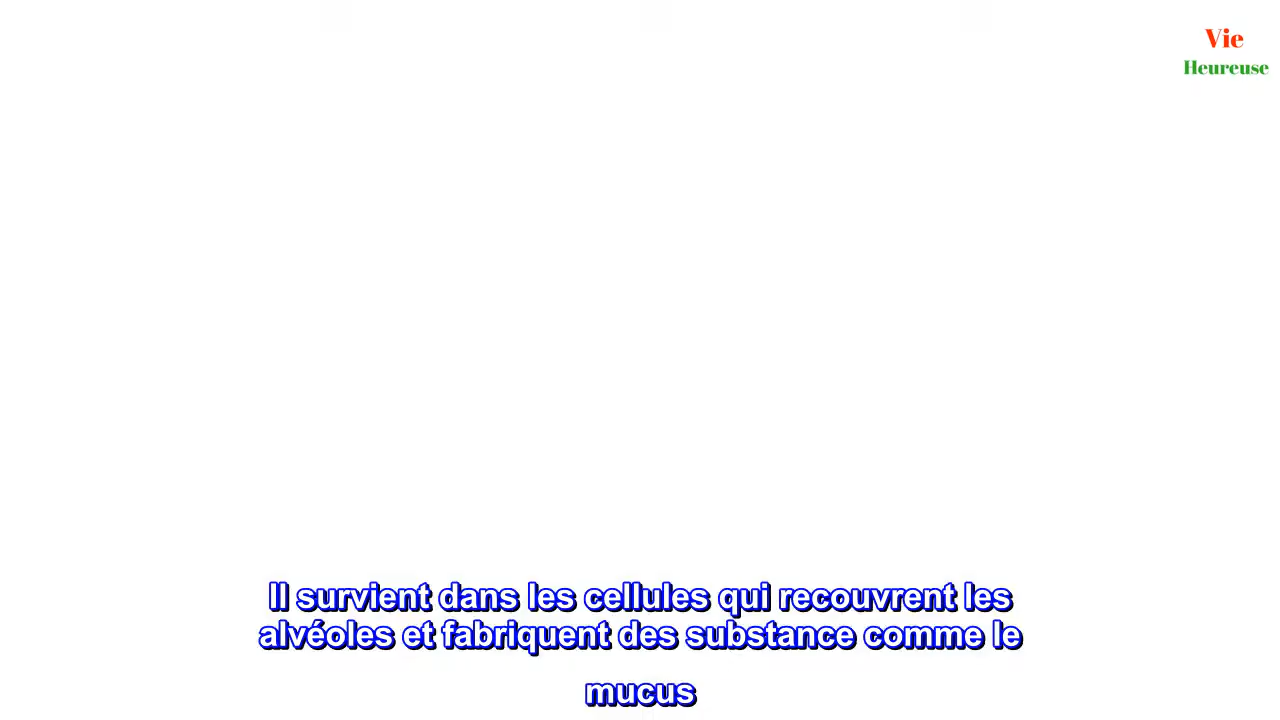 Vie
Heureuse
Il survient dans les cellules qui recouvrent les
alvéoles et fabriquent des substance comme le
mucus